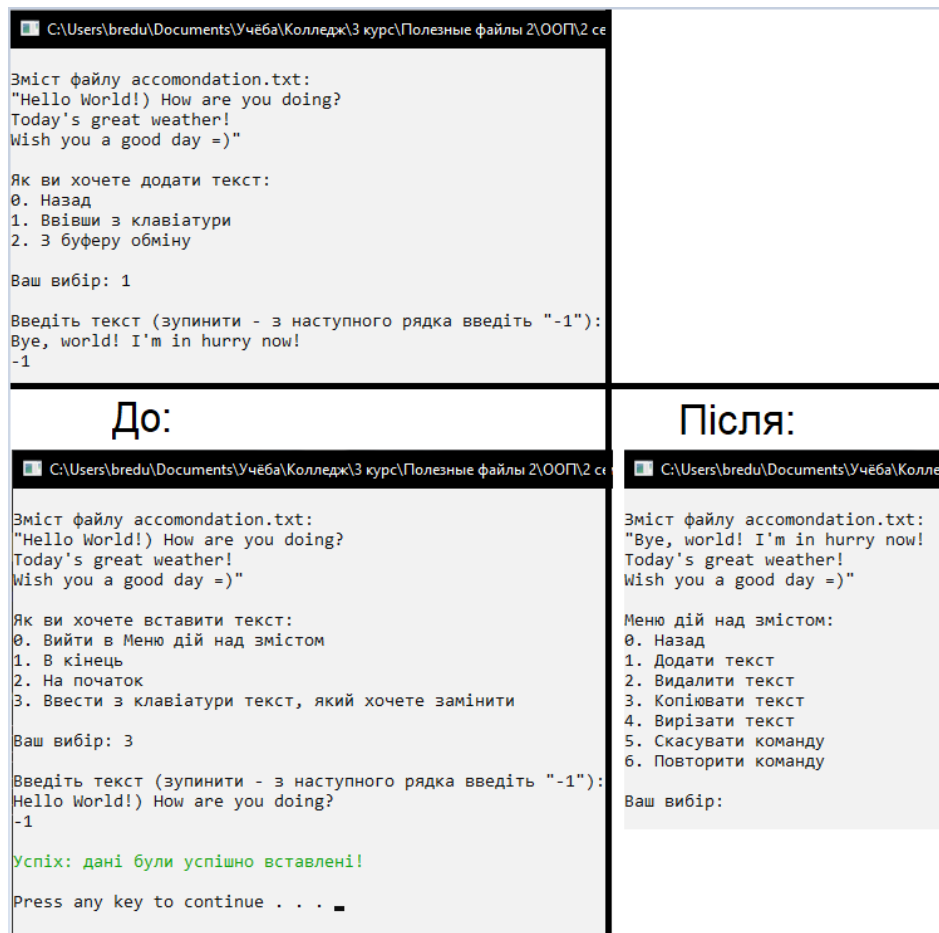 C:\Users\bredu\Documents\Учёба\Колледж\3 курс\Полезные файлы 2\ООП\2 се
Зміст файлу accomondation.txt:
"Hello World!) How are you doing?
Today's great weather!
Wish you a good day =)"
Як ви хочете додати текст:
0. Назад
1. Ввівши з клавіатури
2. З буферу обміну
Ваш вибір: 1
Введіть текст (зупинити - з наступного рядка введіть "-1"):
Bye, world! I'm in hurry now!
-1
До:
C:\Users\bredu\Documents\Учёба\Колледж\3 курс\Полезные файлы 2\ООП\2 се
Зміст файлу accomondation.txt:
"Hello World!) How are you doing?
Today's great weather!
Wish you a good day =)"
Як ви хочете вставити текст:
0. Вийти в Меню дій над змістом
1. В кінець
2. На початок
3. Ввести з клавіатури текст, який хочете замінити
Ваш вибір: 3
Введіть текст (зупинити - з наступного рядка введіть "-1"):
Hello World!) How are you doing?
-1
Успіх: дані були успішно вставлені!
Press any key to continue . . .
Після:
C:\Users\bredu\Documents\Учёба\Колле
Зміст файлу accomondation.txt:
"Bye, world! I'm in hurry now!
Today's great weather!
Wish you a good day =)"
Меню дій над змістом:
0. Назад
1. Додати текст
2. Видалити текст
3. Копіювати текст
4. Вирізати текст
5. Скасувати команду
6. Повторити команду
Ваш вибір: